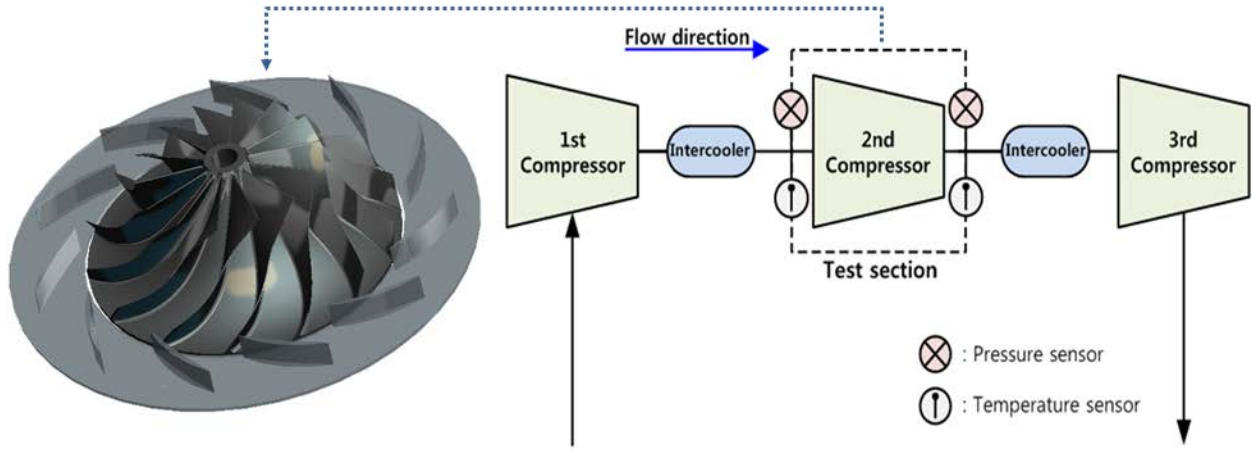 Flow direction
1st
Compressor
Intercooler
2nd
Compressor
Intercooler
3rd
Compressor
Test section
: Pressure sensor
: Temperature sensor